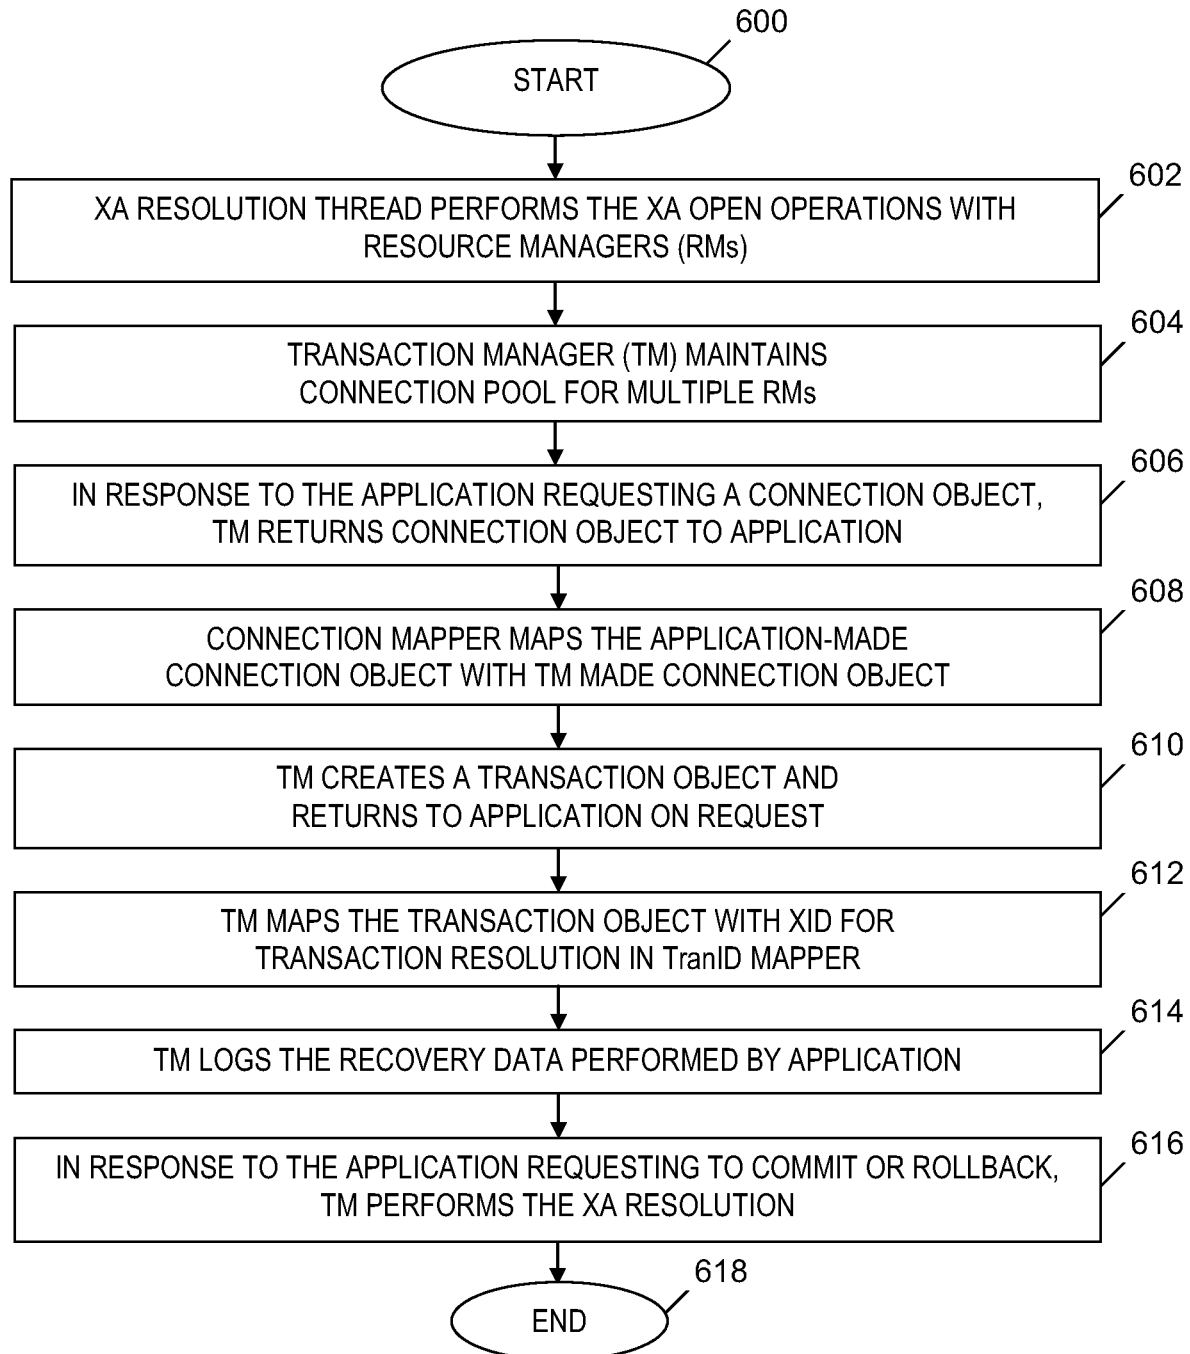 600
START
602
XA RESOLUTION THREAD PERFORMS THE XA OPEN OPERATIONS WITH
RESOURCE MANAGERS (RMs)
604
TRANSACTION MANAGER (TM) MAINTAINS
CONNECTION POOL FOR MULTIPLE RMs
606
IN RESPONSE TO THE APPLICATION REQUESTING A CONNECTION OBJECT,
TM RETURNS CONNECTION OBJECT TO APPLICATION
608
CONNECTION MAPPER MAPS THE APPLICATION-MADE
CONNECTION OBJECT WITH TM MADE CONNECTION OBJECT
610
TM CREATES A TRANSACTION OBJECT AND
RETURNS TO APPLICATION ON REQUEST
612
TM MAPS THE TRANSACTION OBJECT WITH XID FOR
TRANSACTION RESOLUTION IN TranID MAPPER
614
TM LOGS THE RECOVERY DATA PERFORMED BY APPLICATION
616
IN RESPONSE TO THE APPLICATION REQUESTING TO COMMIT OR ROLLBACK,
TM PERFORMS THE XA RESOLUTION
618
END